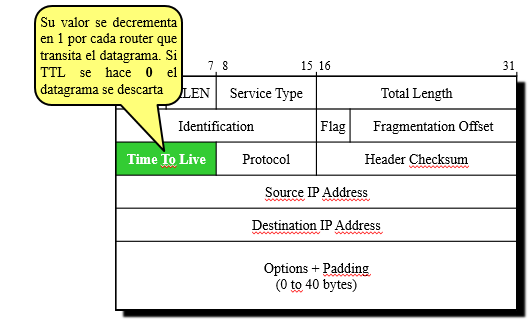 Su valor se decrementa
en 1 por cada router que
transita el datagrama. Si
TTL se hace 0 el
datagrama se descarta
7 8 15 16 31
LEN Service Type Total Length
Identification Flag Fragmentation Offset
Time To Live Protocol Header Checksum
Source IP Address
Destination IP Address
Options + Padding
(0 to 40 bytes)